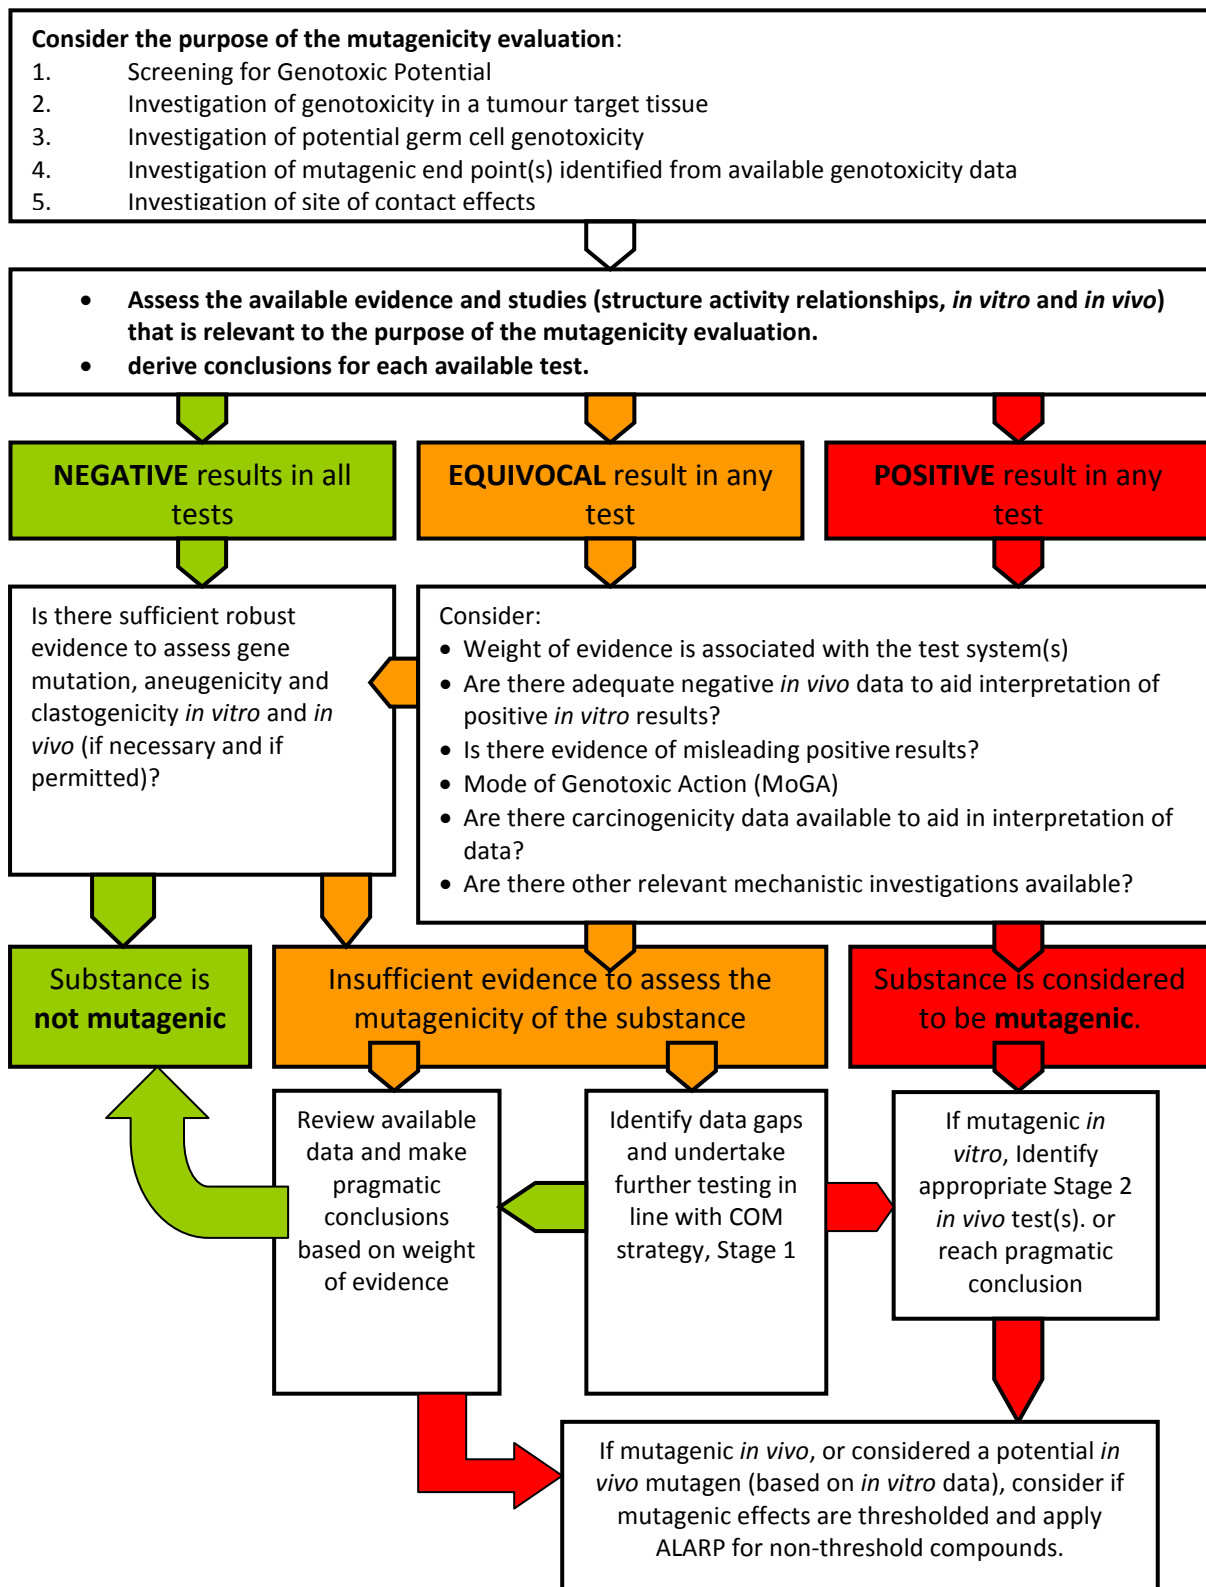 Consider the purpose of the mutagenicity evaluation:
1. Screening for Genotoxic Potential
2. Investigation of genotoxicity in a tumour target tissue
3. Investigation of potential germ cell genotoxicity
4. Investigation of mutagenic end point(s) identified from available genotoxicity data
5. Investigation of site of contact effects
• Assess the available evidence and studies (structure activity relationships, in vitro and in vivo)
that is relevant to the purpose of the mutagenicity evaluation.
• derive conclusions for each available test.
NEGATIVE results in all
tests
EQUIVOCAL result in any
test
POSITIVE result in any
test
Is there sufficient robust
evidence to assess gene
mutation, aneugenicity and
clastogenicity in vitro and in
vivo (if necessary and if
permitted)?
Consider:
• Weight of evidence is associated with the test system(s)
• Are there adequate negative in vivo data to aid interpretation of
positive in vitro results?
• Is there evidence of misleading positive results?
• Mode of Genotoxic Action (MoGA)
• Are there carcinogenicity data available to aid in interpretation of
data?
• Are there other relevant mechanistic investigations available?
Substance is
not mutagenic
Insufficient evidence to assess the
mutagenicity of the substance
Substance is considered
to be mutagenic.
Review available
data and make
pragmatic
conclusions
based on weight
of evidence
Identify data gaps
and undertake
further testing in
line with COM
strategy, Stage 1
If mutagenic in
vitro, Identify
appropriate Stage 2
in vivo test(s). or
reach pragmatic
conclusion
If mutagenic in vivo, or considered a potential in
vivo mutagen (based on in vitro data), consider if
mutagenic effects are thresholded and apply
ALARP for non-threshold compounds.